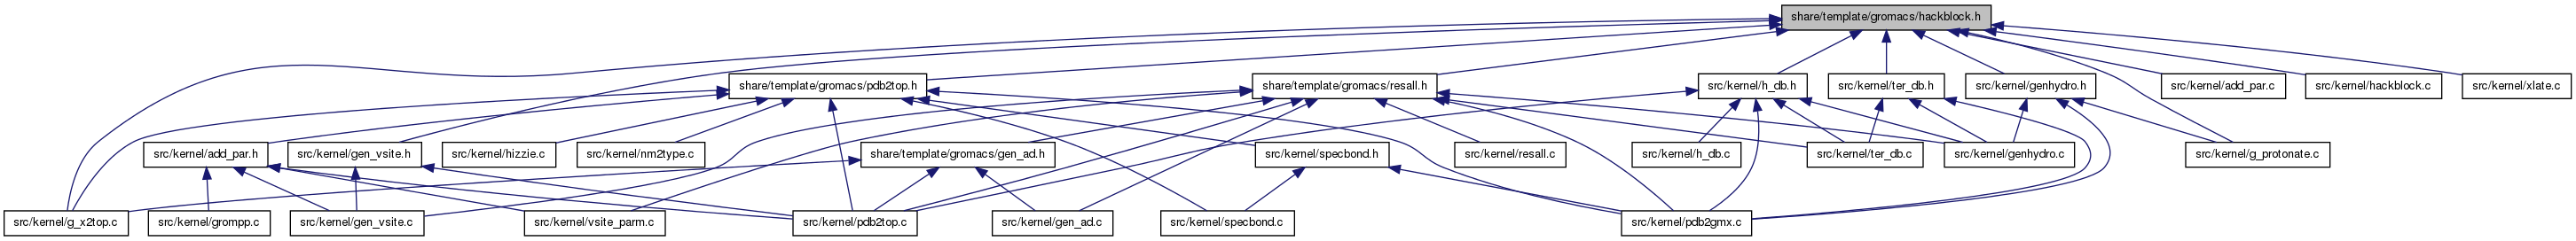 share/template/gromacs/hackblock.h
share/template/gromacs/pdb2top.h
share/template/gromacs/resall.h
src/kernel/h_db.h
src/kernel/ter_db.h
src/kernel/genhydro.h
src/kernel/add_par.c
src/kernel/hackblock.c
src/kernel/xlate.c
src/kernel/add_par.h
src/kernel/gen_vsite.h
src/kernel/hizzie.c
src/kernel/nm2type.c
share/template/gromacs/gen_ad.h
src/kernel/specbond.h
src/kernel/resall.c
src/kernel/h_db.c
src/kernel/ter_db.c
src/kernel/genhydro.c
src/kernel/g_protonate.c
src/kernel/g_x2top.c
src/kernel/grompp.c
src/kernel/gen_vsite.c
src/kernel/vsite_parm.c
src/kernel/pdb2top.c
src/kernel/gen_ad.c
src/kernel/specbond.c
src/kernel/pdb2gmx.c